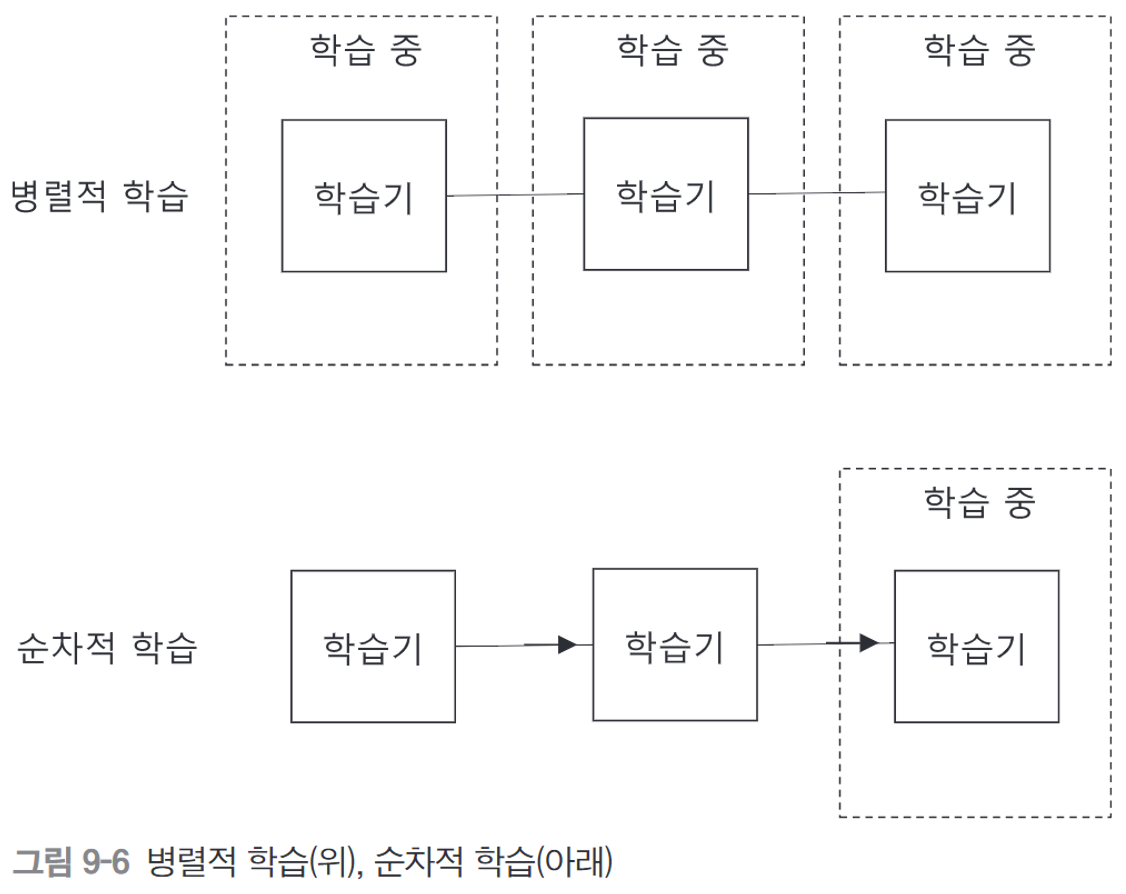 학습 중 학습 중 학습 중
병렬적 학습 학습기 학습기 학습기
학습 중
순차적 학습 학습기 학습기 학습기
그림 9-6 병렬적 학습(위), 순차적 학습(아래)